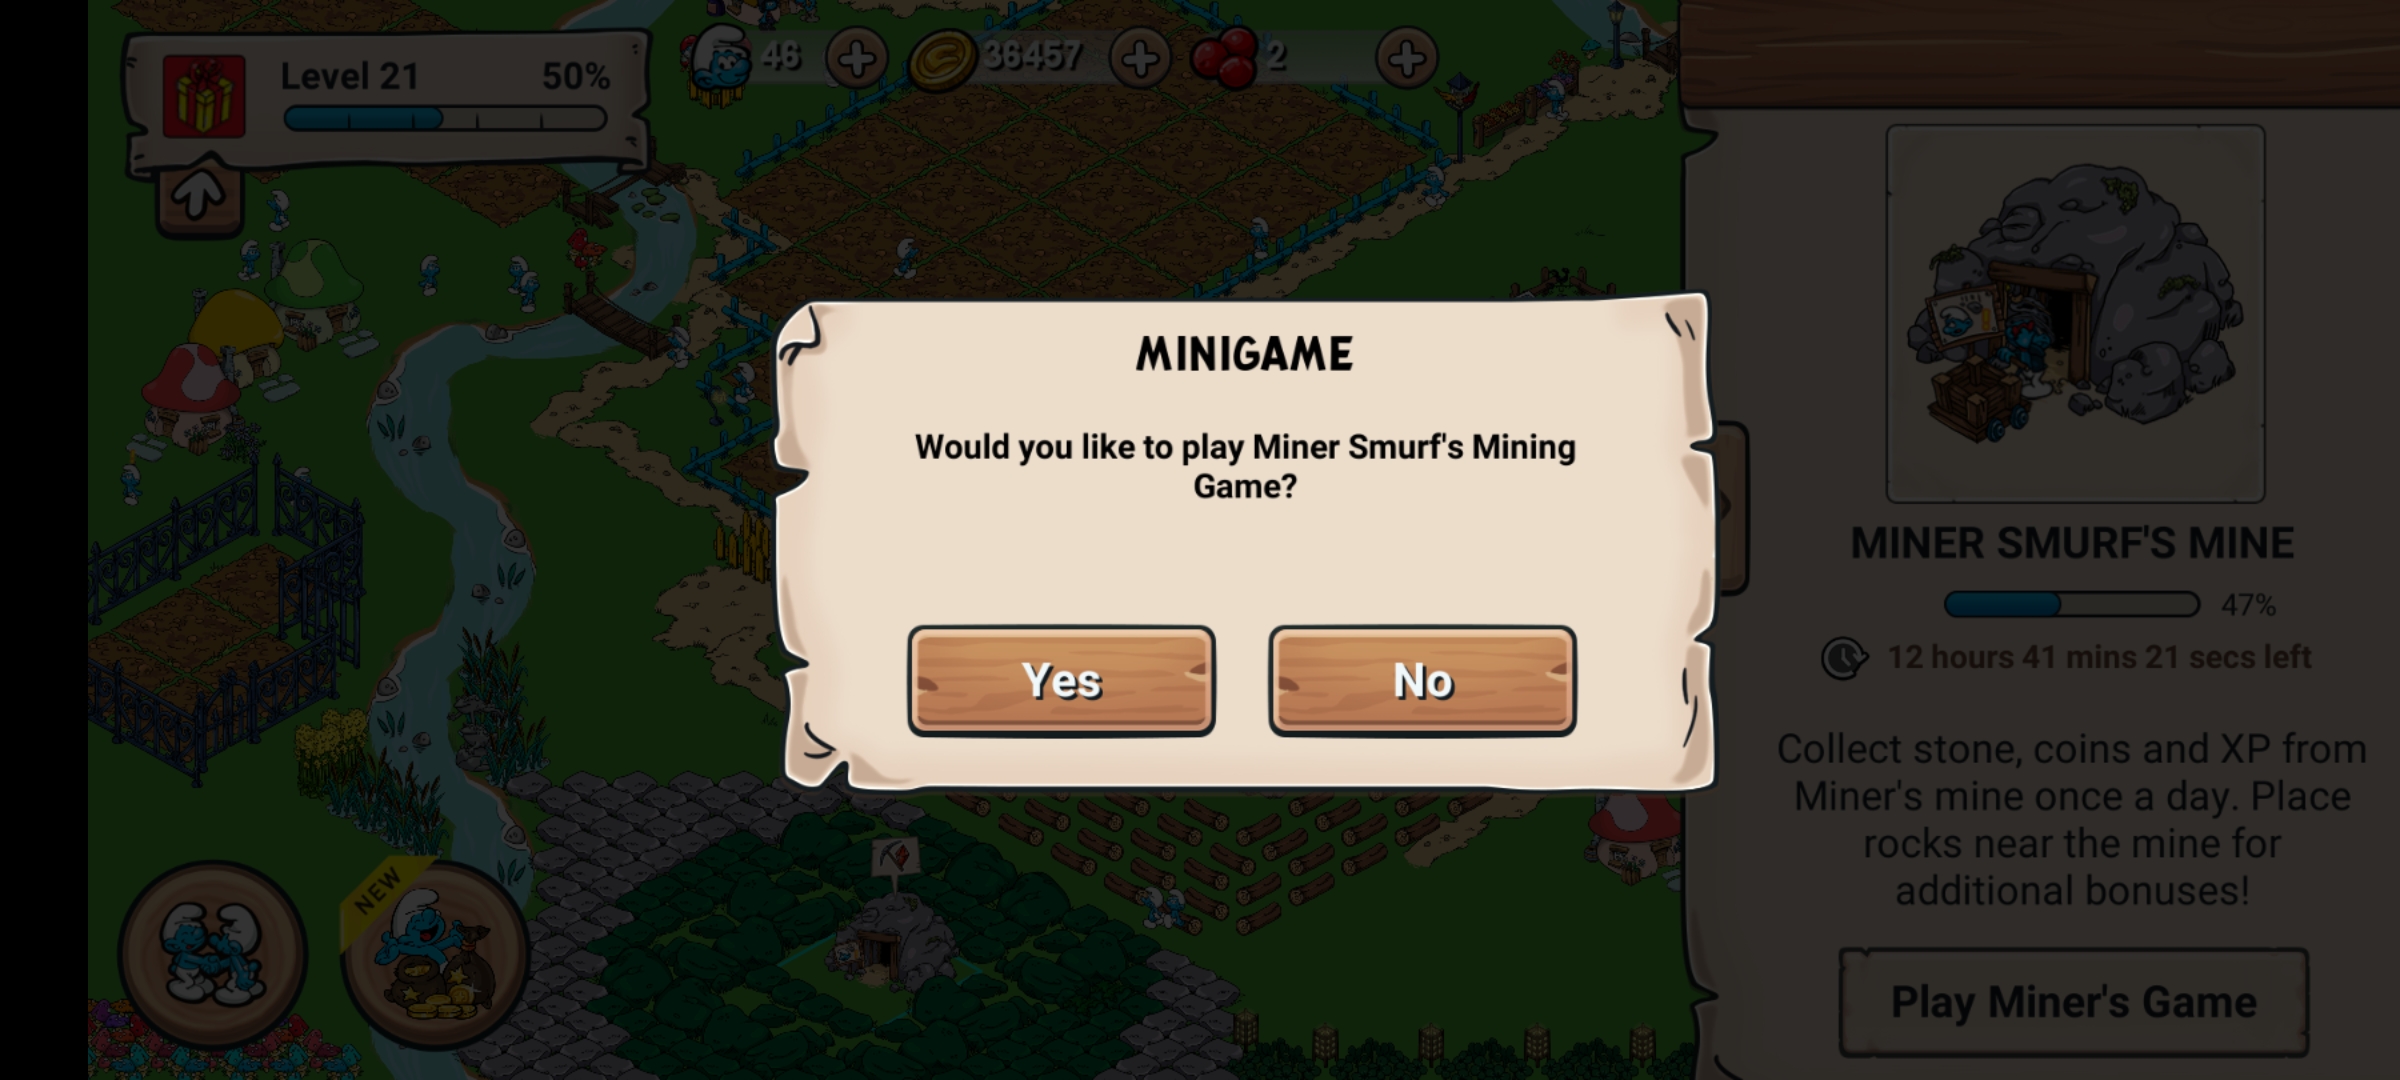 Level 21
50%
46
36457
2
MINIGAME
Would you like to play Miner Smurf's Mining
Game?
Yes
No
MINER SMURF'S MINE
47%
12 hours 41 mins 21 secs left
Collect stone, coins and XP from
Miner's mine once a day. Place
rocks near the mine for
additional bonuses!
Play Miner's Game
NEW